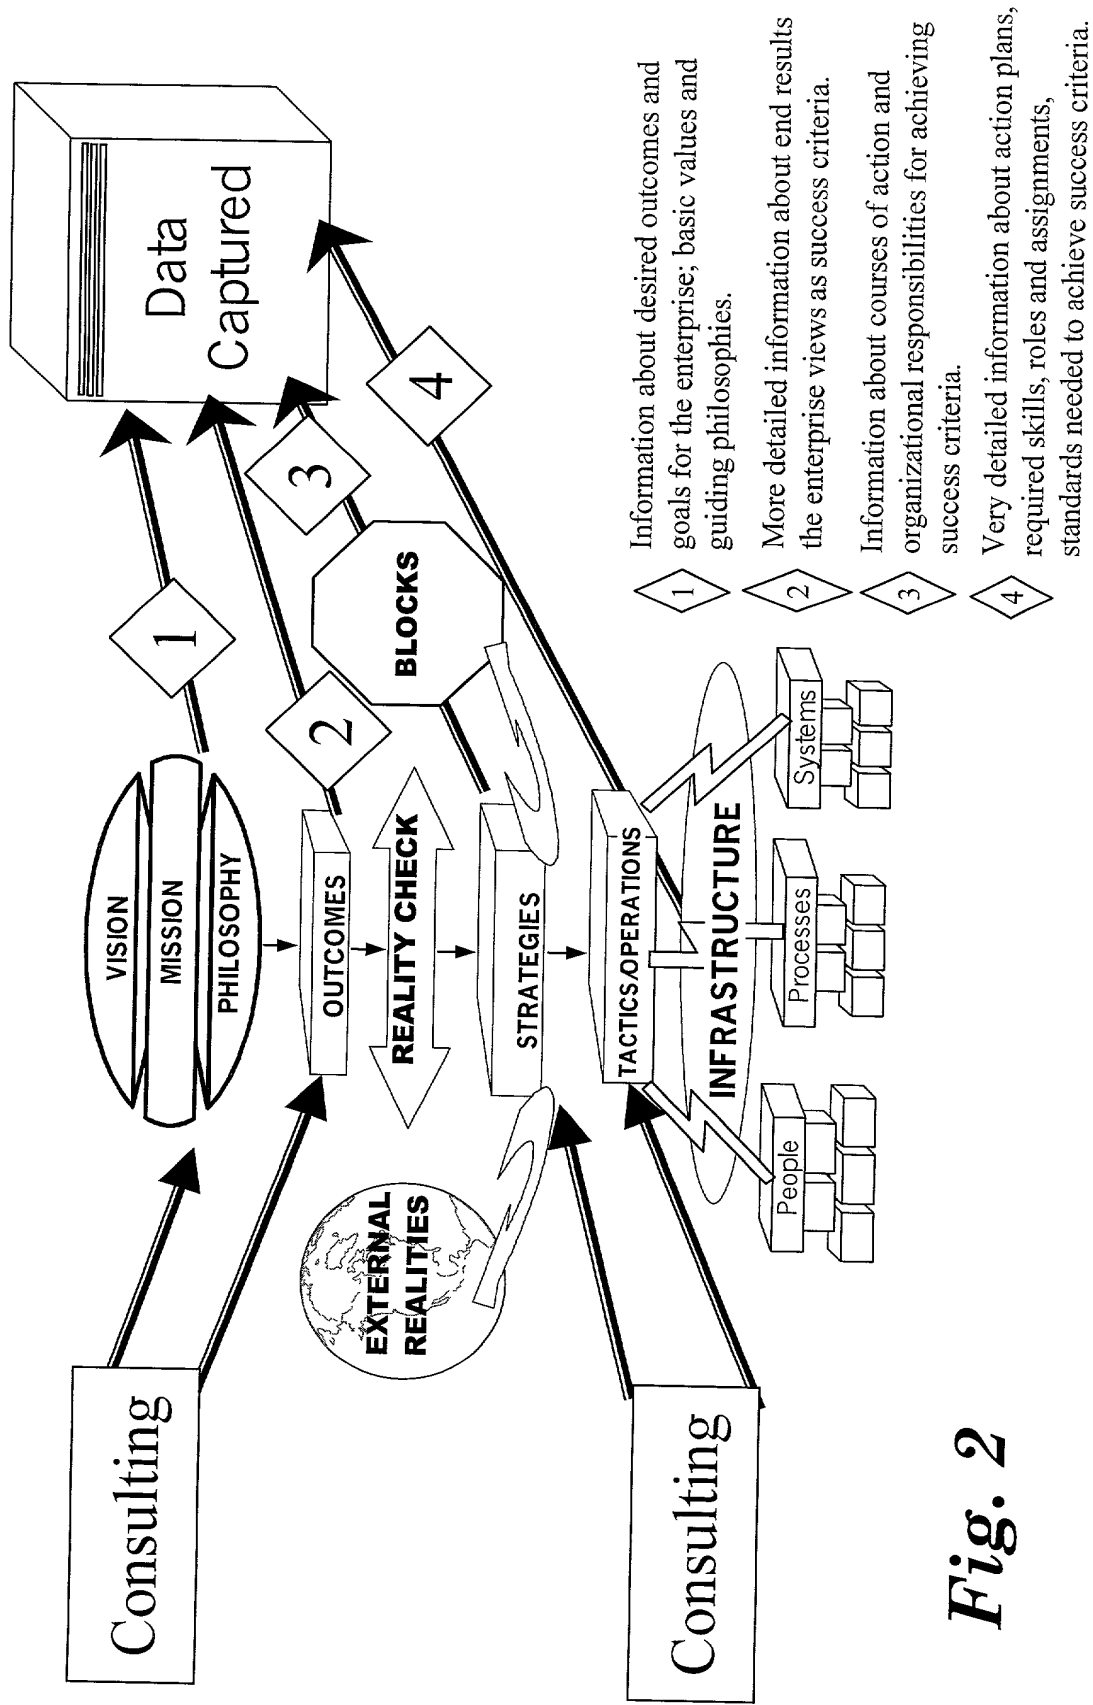 Consulting
Consulting
VISION
MISSION
PHILOSOPHY
OUTCOMES
REALITY CHECK
EXTERNAL
REALITIES
BLOCKS
STRATEGIES
TACTICS/OPERATIONS
INFRASTRUCTURE
People
Processes
Systems
1
2
3
4
Data
Captured
1
Information about desired outcomes and
goals for the enterprise; basic values and
guiding philosophies.
2
More detailed information about end results
the enterprise views as success criteria.
3
Information about courses of action and
organizational responsibilities for achieving
success criteria.
4
Very detailed information about action plans,
required skills, roles and assignments,
standards needed to achieve success criteria.
Fig. 2